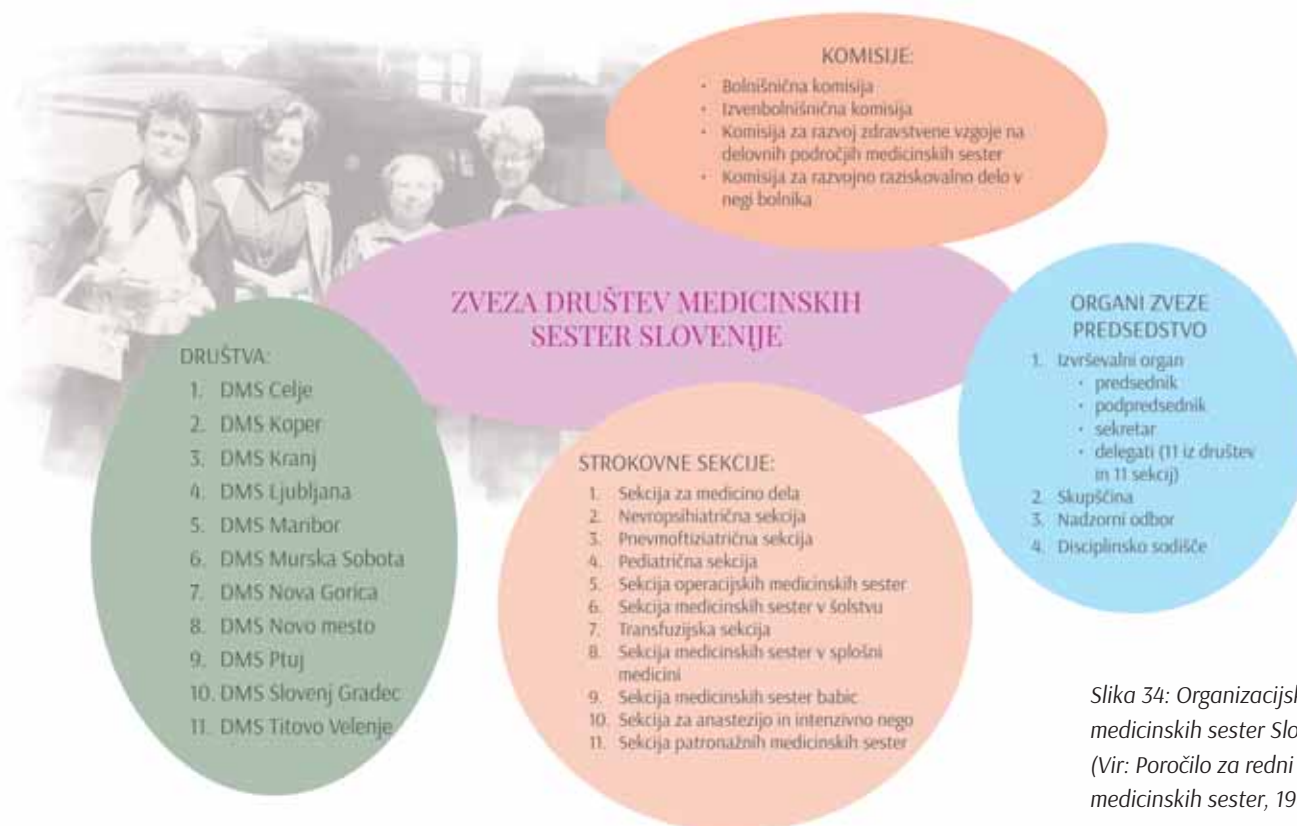 KOMISIJE:
• Bolnišnična komisija
• Izvenbolnišnična komisija
• Komisija za razvoj zdravstvene vzgoje na
delovnih področjih medicinskih sester
• Komisija za razvojno raziskovalno delo v
negi bolnika
ZVEZA DRUŠTEV MEDICINSKIH
SESTER SLOVENIJE
ORGANI ZVEZE
PREDSEDSTVO
1. Izvrševalni organ
• predsednik
• podpredsednik
• sekretar
• delegati (11 iz društev
in 11 sekcij)
2. Skupščina
3. Nadzorni odbor
4. Disciplinsko sodišče
DRUŠTVA:
1. DMS Celje
2. DMS Koper
3. DMS Kranj
4. DMS Ljubljana
5. DMS Maribor
6. DMS Murska Sobota
7. DMS Nova Gorica
8. DMS Novo mesto
9. DMS Ptuj
10. DMS Slovenj Gradec
11. DMS Titovo Velenje
STROKOVNE SEKCIJE:
1. Sekcija za medicino dela
2. Nevropsihiatrična sekcija
3. Pnevmoftiziatrična sekcija
4. Pediatrična sekcija
5. Sekcija operacijskih medicinskih sester
6. Sekcija medicinskih sester v šolstvu
7. Transfuzijska sekcija
8. Sekcija medicinskih sester v splošni
medicini
9. Sekcija medicinskih sester babic
10. Sekcija za anastezijo in intenzivno nego
11. Sekcija patronažnih medicinskih sester
Slika 34:
medicinskih sester
(Vir: Poročilo za redni
medicinskih sester,